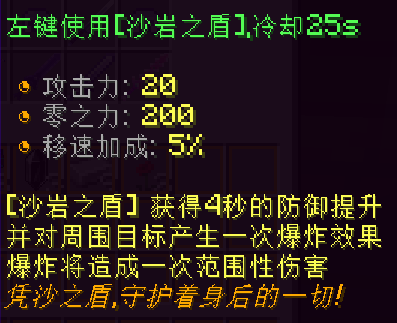 左键使用[沙岩之盾],冷却25s
攻击力: 20
零之力: 200
移速加成: 5%
[沙岩之盾] 获得4秒的防御提升
并对周围目标产生一次爆炸效果
爆炸将造成一次范围性伤害
凭沙之盾,守护着身后的一切!